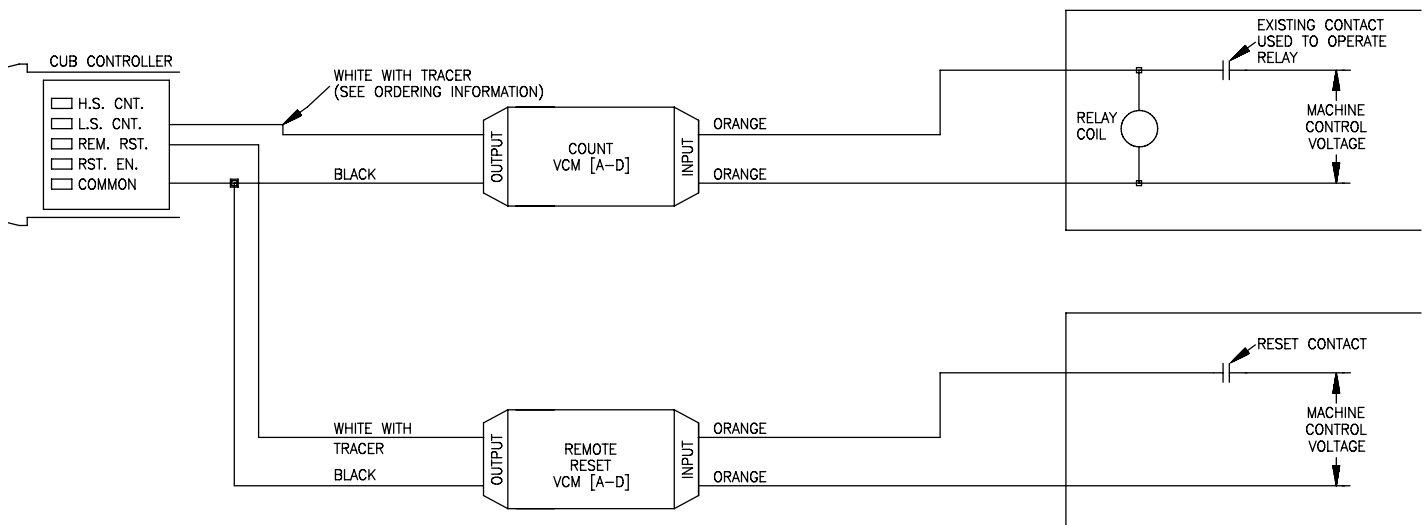 CUB CONTROLLER
H.S. CNT.
L.S. CNT.
REM. RST.
RST. EN.
COMMON
WHITE WITH TRACER
(SEE ORDERING INFORMATION)
BLACK
OUTPUT
COUNT
VCM [A-D]
INPUT
ORANGE
ORANGE
RELAY
COIL
EXISTING CONTACT
USED TO OPERATE
RELAY
MACHINE
CONTROL
VOLTAGE
WHITE WITH
TRACER
BLACK
OUTPUT
REMOTE
RESET
VCM [A-D]
INPUT
ORANGE
ORANGE
RESET CONTACT
MACHINE
CONTROL
VOLTAGE